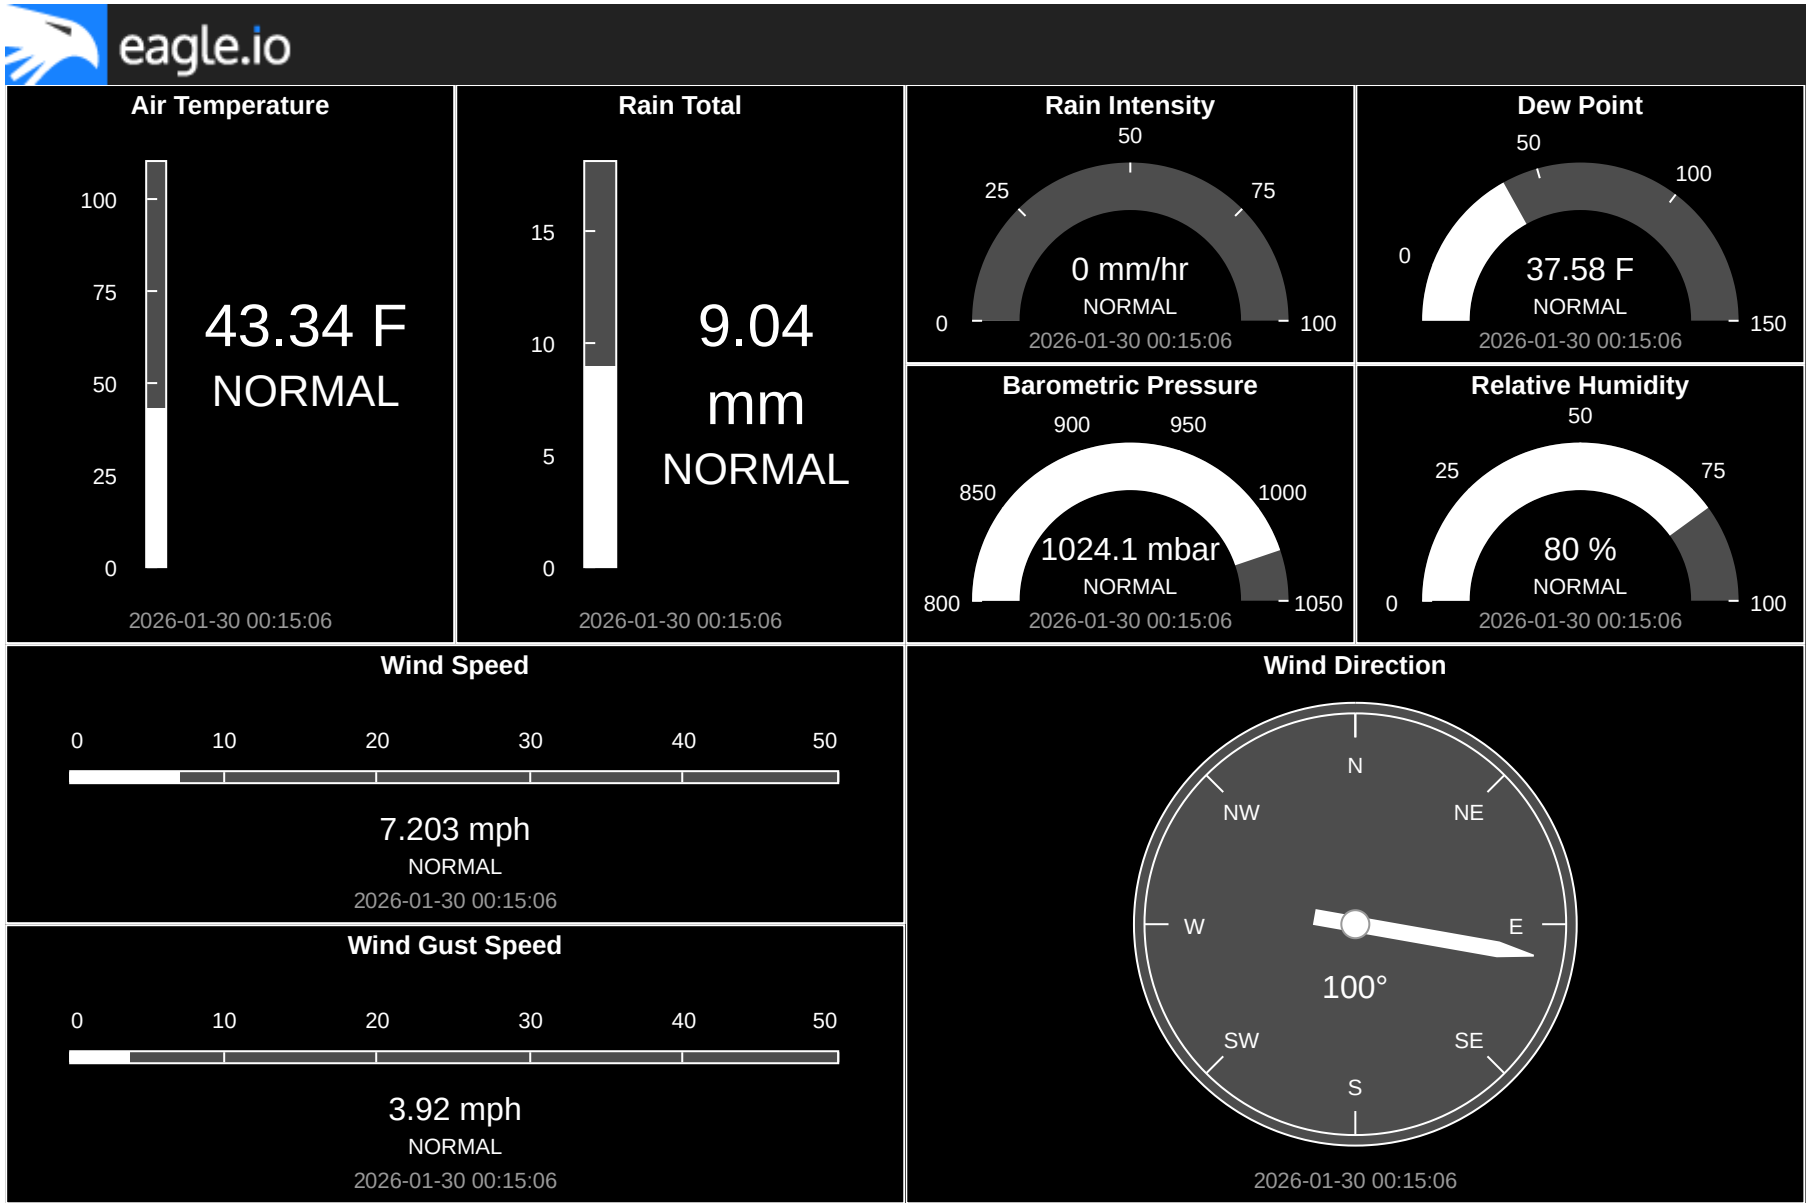 eagle.io
Air Temperature
100
75
50
25
0
43.34 F
NORMAL
2026-01-30 00:15:06
Rain Total
15
10
5
0
9.04
mm
NORMAL
2026-01-30 00:15:06
Rain Intensity
50
25
75
0
100
0 mm/hr
NORMAL
2026-01-30 00:15:06
Dew Point
50
100
0
150
37.58 F
NORMAL
2026-01-30 00:15:06
Barometric Pressure
900
950
850
1000
800
1050
1024.1 mbar
NORMAL
2026-01-30 00:15:06
Relative Humidity
50
25
75
0
100
80 %
NORMAL
2026-01-30 00:15:06
Wind Speed
0 10 20 30 40 50
7.203 mph
NORMAL
2026-01-30 00:15:06
Wind Gust Speed
0 10 20 30 40 50
3.92 mph
NORMAL
2026-01-30 00:15:06
Wind Direction
N
NW
NE
W
E
100°
SW
SE
S
2026-01-30 00:15:06